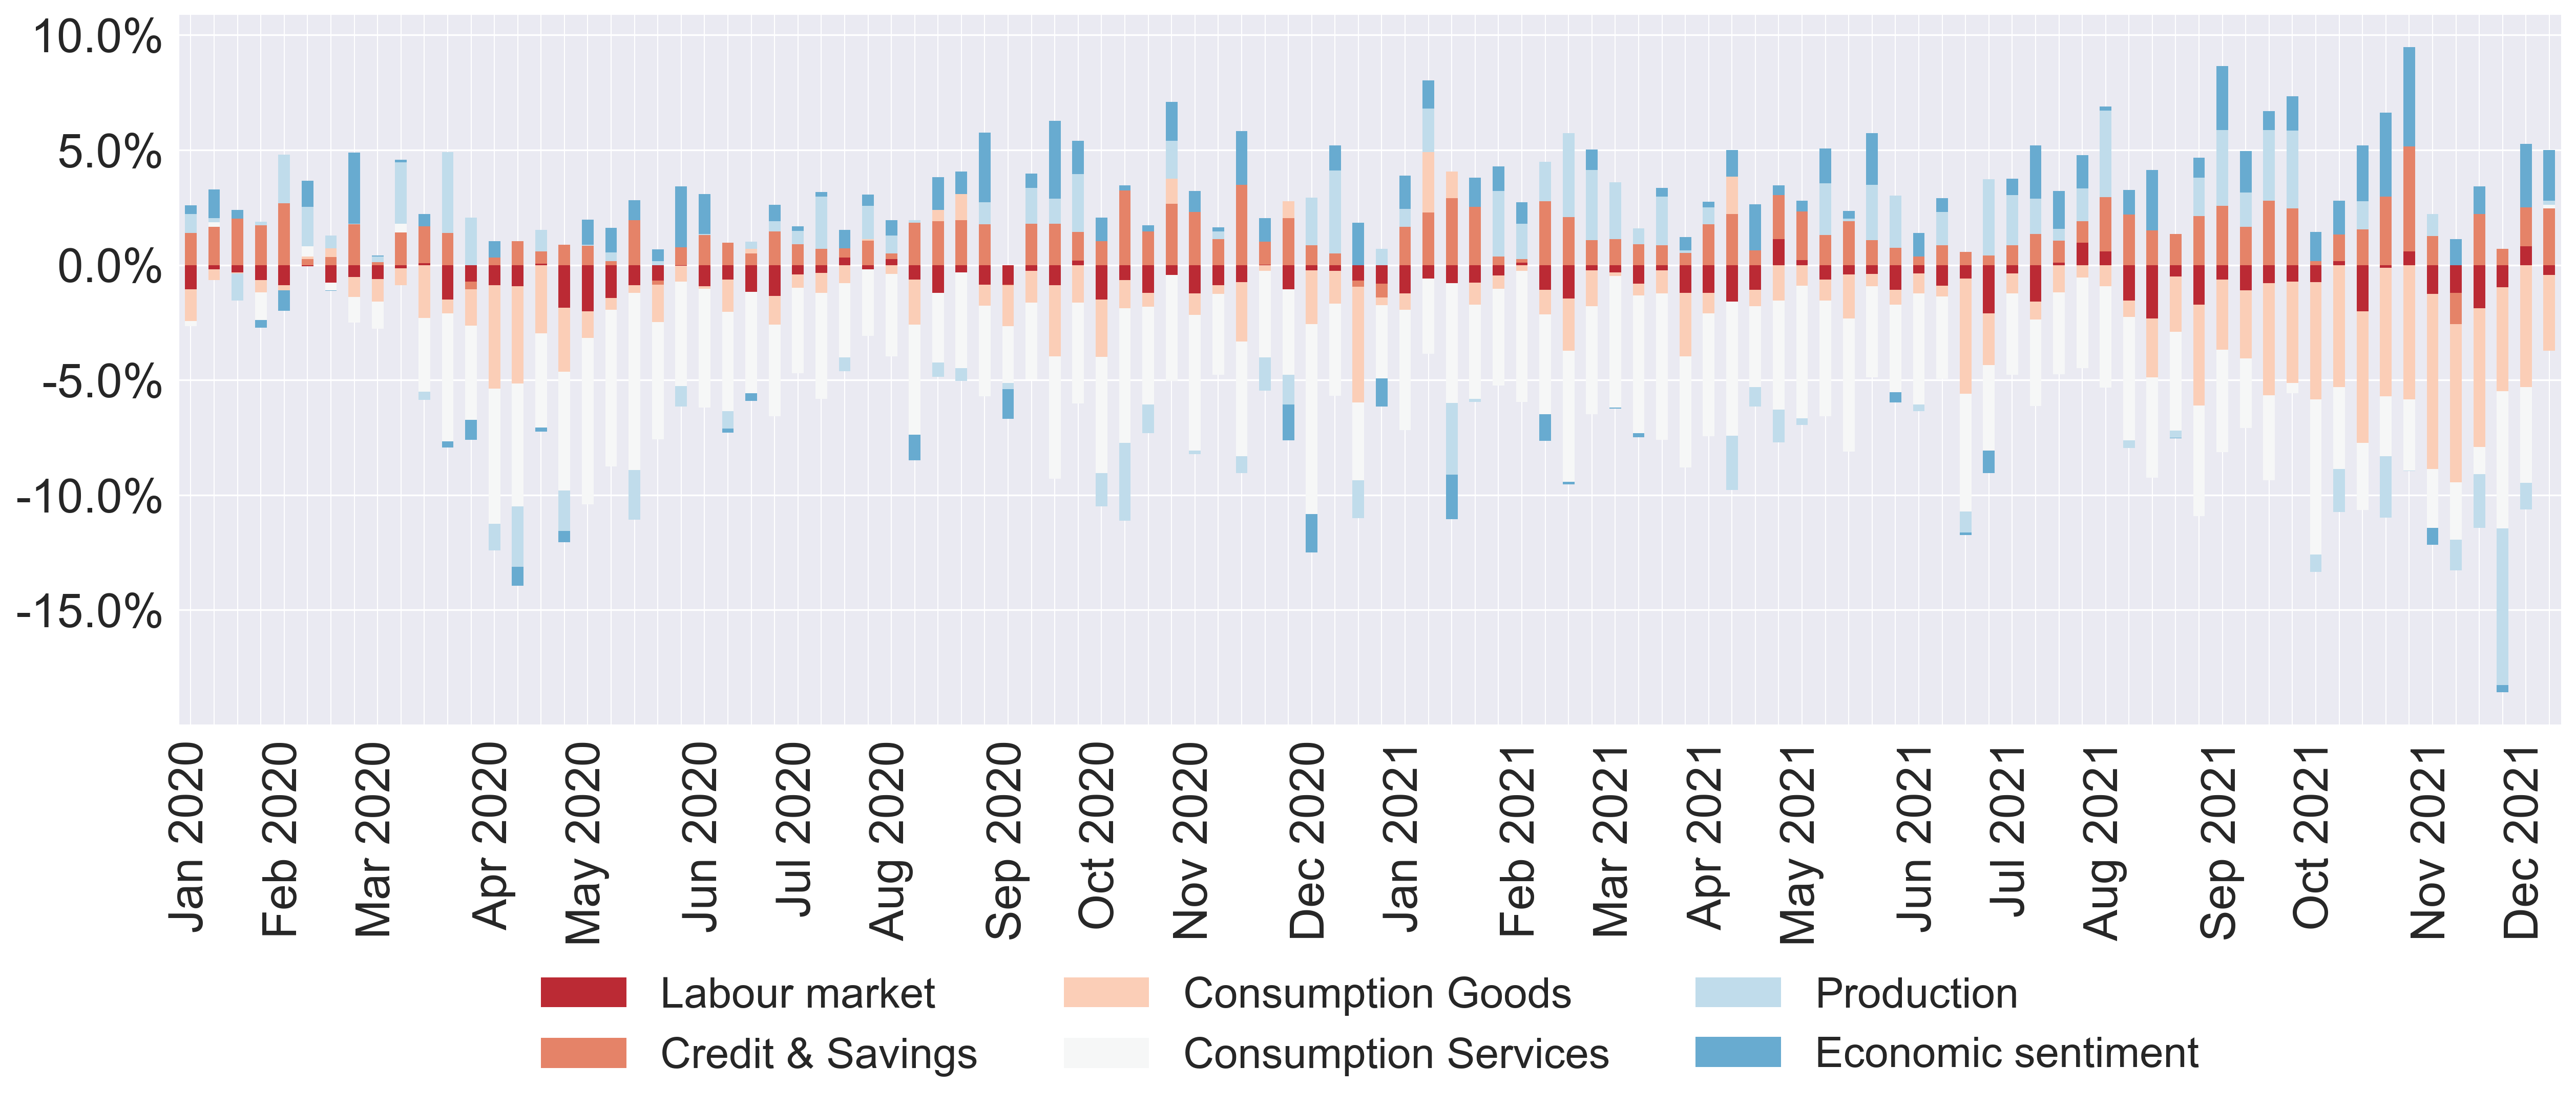 10.0%
5.0%
0.0%
-5.0%
-10.0%
-15.0%
Jan 2020
Feb 2020
Mar 2020
Apr 2020
May 2020
Jun 2020
Jul 2020
Aug 2020
Sep 2020
Oct 2020
Nov 2020
Dec 2020
Jan 2021
Feb 2021
Mar 2021
Apr 2021
May 2021
Jun 2021
Jul 2021
Aug 2021
Sep 2021
Oct 2021
Nov 2021
Dec 2021
Labour market
Consumption Goods
Production
Credit & Savings
Consumption Services
Economic sentiment